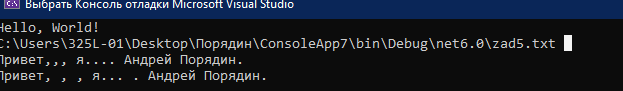 Выбрать Консоль отладки Microsoft Visual Studio
Hello, World!
C:\Users\325L-01\Desktop\Порядин\ConsoleApp7\bin\Debug\net6.0\zad5.txt
Привет,,, я.... Андрей Порядин.
Привет, , , я... . Андрей Порядин.